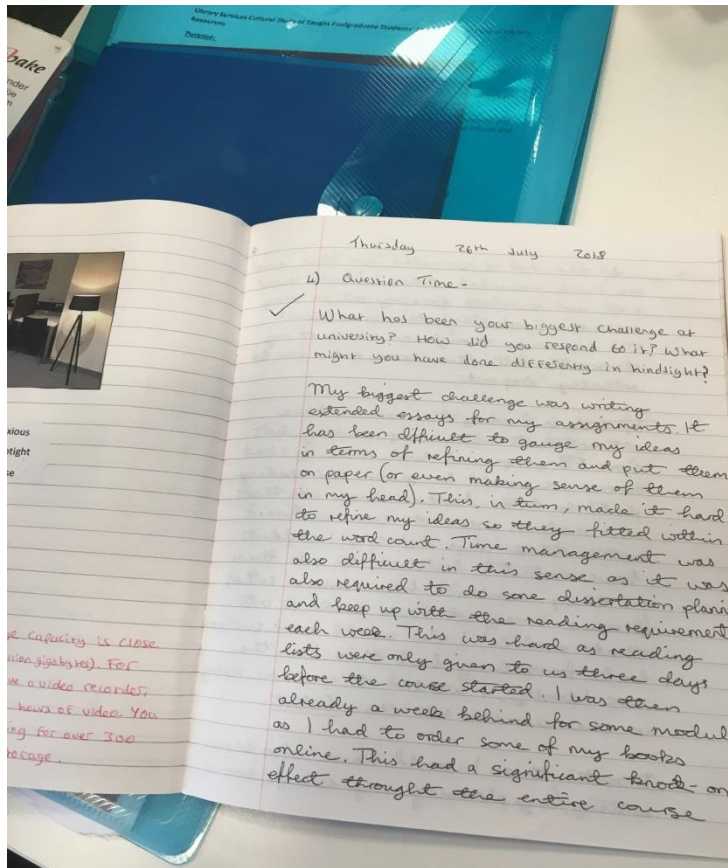 Library Services Cultural Study of Taught Postgraduate Students'
Resources
Purpose:
bake
Thursday 26th July 2018
4) Question Time -
What has been your biggest challenge at
university? How did you respond to it? What
might you have done differently in hindsight?
My biggest challenge was writing
extended essays for my assignments. It
has been difficult to gauge my ideas
in terms of refining them and put them
on paper (or even making sense of them
in my head). This, in turn, made it hard
to refine my ideas so they fitted within
the word count. Time management was
also difficult in this sense as it was
also required to do some dissertation plani
and keep up with the reading requirement
each week. This was hard as reading
lists were only given to us three days
before the course started. I was then
already a week behind for some modul
as I had to order some of my books
online. This had a significant knock-on
effect throught the entire course
xious
tight
se
e capacity is close
ion gigabytes). For
ve a video recorder,
hours of video. You
ing for over 300
torage.